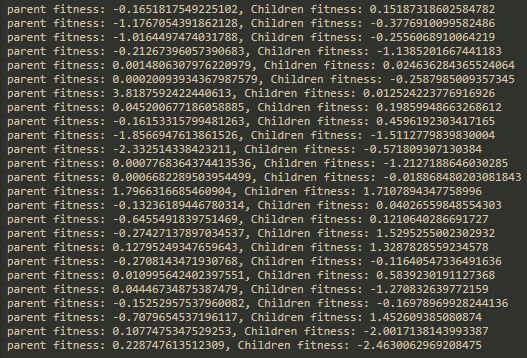 parent fitness: -0.1651817549225102, Children fitness: 0.15187318602584782
parent fitness: -1.1767054391862128, Children fitness: -0.3776910099582486
parent fitness: -1.0164497474031788, Children fitness: -0.2556068910064219
parent fitness: -0.21267396057390683, Children fitness: -1.1385201667441183
parent fitness: 0.0014806307976220979, Children fitness: 0.024636284365524064
parent fitness: 0.00020093934367987579, Children fitness: -0.2587985009357345
parent fitness: 3.8187592422440613, Children fitness: 0.012524223776916926
parent fitness: 0.045200677186058885, Children fitness: 0.19859948663268612
parent fitness: -0.16153315799481263, Children fitness: 0.4596192303417165
parent fitness: -1.8566947613861526, Children fitness: -1.5112779839830004
parent fitness: -2.332514338423211, Children fitness: -0.571809307130384
parent fitness: 0.0007768364374413536, Children fitness: -1.2127188646030285
parent fitness: 0.0006682289503954499, Children fitness: -0.018868480203081843
parent fitness: 1.7966316685460904, Children fitness: 1.7107894347758996
parent fitness: -0.13236189446780314, Children fitness: 0.04026559848554303
parent fitness: -0.6455491839751469, Children fitness: 0.1210640286691727
parent fitness: -0.27427137897034537, Children fitness: 1.5295255002302932
parent fitness: 0.12795249347659643, Children fitness: 1.3287828559234578
parent fitness: -0.2708143471930768, Children fitness: -0.11640547336491636
parent fitness: 0.010995642402397551, Children fitness: 0.5839230191127368
parent fitness: 0.04446734875387479, Children fitness: -1.270832639772159
parent fitness: -0.15252957537960082, Children fitness: -0.16978969928244136
parent fitness: -0.7079654537196117, Children fitness: 1.452609385080874
parent fitness: 0.1077475347529253, Children fitness: -2.0017138143993387
parent fitness: 0.228747613512309, Children fitness: -2.4630062969208475